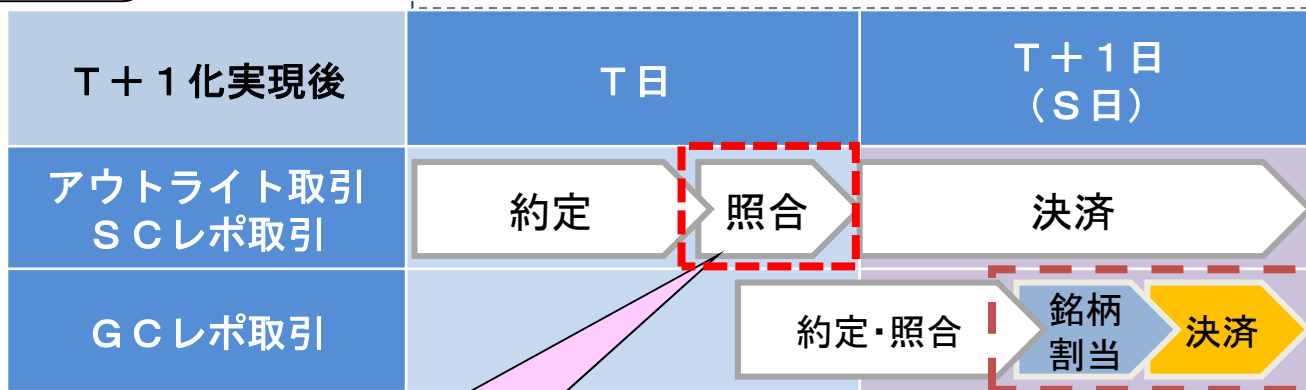 Ｔ＋１化実現後
Ｔ日
Ｔ＋１日
（Ｓ日）
アウトライト取引
ＳＣレポ取引
約定
照合
決済
ＧＣレポ取引
約定・照合
銘柄
割当
決済